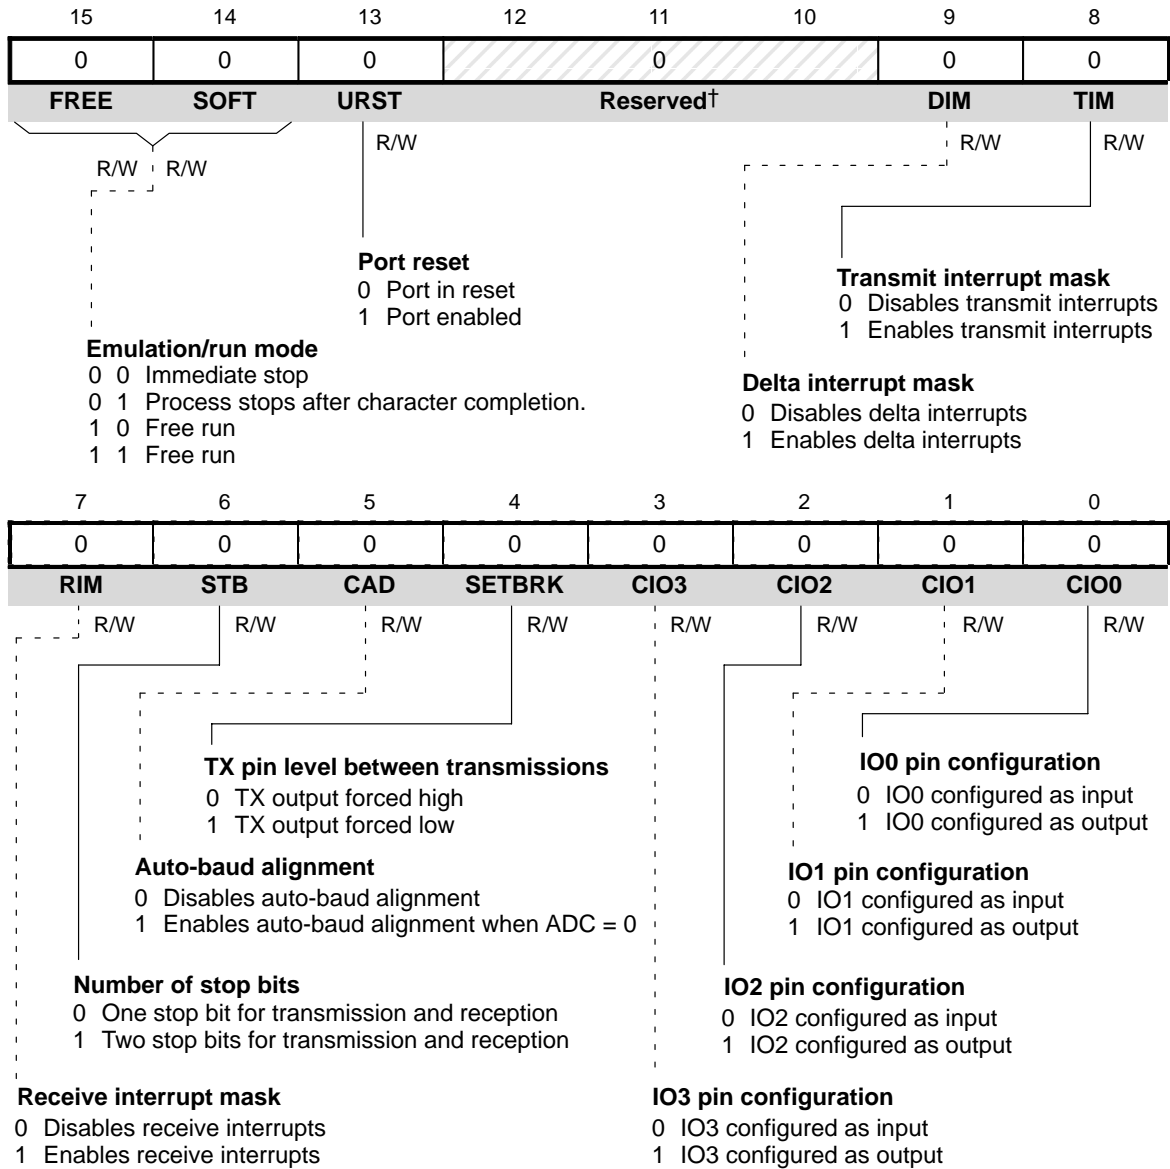 15 14 13 12 11 10 9 8
0 0 0 0 0 0
FREE SOFT URST Reserved† DIM TIM
R/W R/W R/W R/W R/W
Port reset
0 Port in reset
1 Port enabled
Transmit interrupt mask
0 Disables transmit interrupts
1 Enables transmit interrupts
Emulation/run mode
0 0 Immediate stop
0 1 Process stops after character completion.
1 0 Free run
1 1 Free run
Delta interrupt mask
0 Disables delta interrupts
1 Enables delta interrupts
7 6 5 4 3 2 1 0
0 0 0 0 0 0 0 0
RIM STB CAD SETBRK CIO3 CIO2 CIO1 CIO0
R/W R/W R/W R/W R/W R/W R/W R/W
TX pin level between transmissions
0 TX output forced high
1 TX output forced low
IO0 pin configuration
0 IO0 configured as input
1 IO0 configured as output
Auto-baud alignment
0 Disables auto-baud alignment
1 Enables auto-baud alignment when ADC = 0
IO1 pin configuration
0 IO1 configured as input
1 IO1 configured as output
Number of stop bits
0 One stop bit for transmission and reception
1 Two stop bits for transmission and reception
IO2 pin configuration
0 IO2 configured as input
1 IO2 configured as output
Receive interrupt mask
0 Disables receive interrupts
1 Enables receive interrupts
IO3 pin configuration
0 IO3 configured as input
1 IO3 configured as output